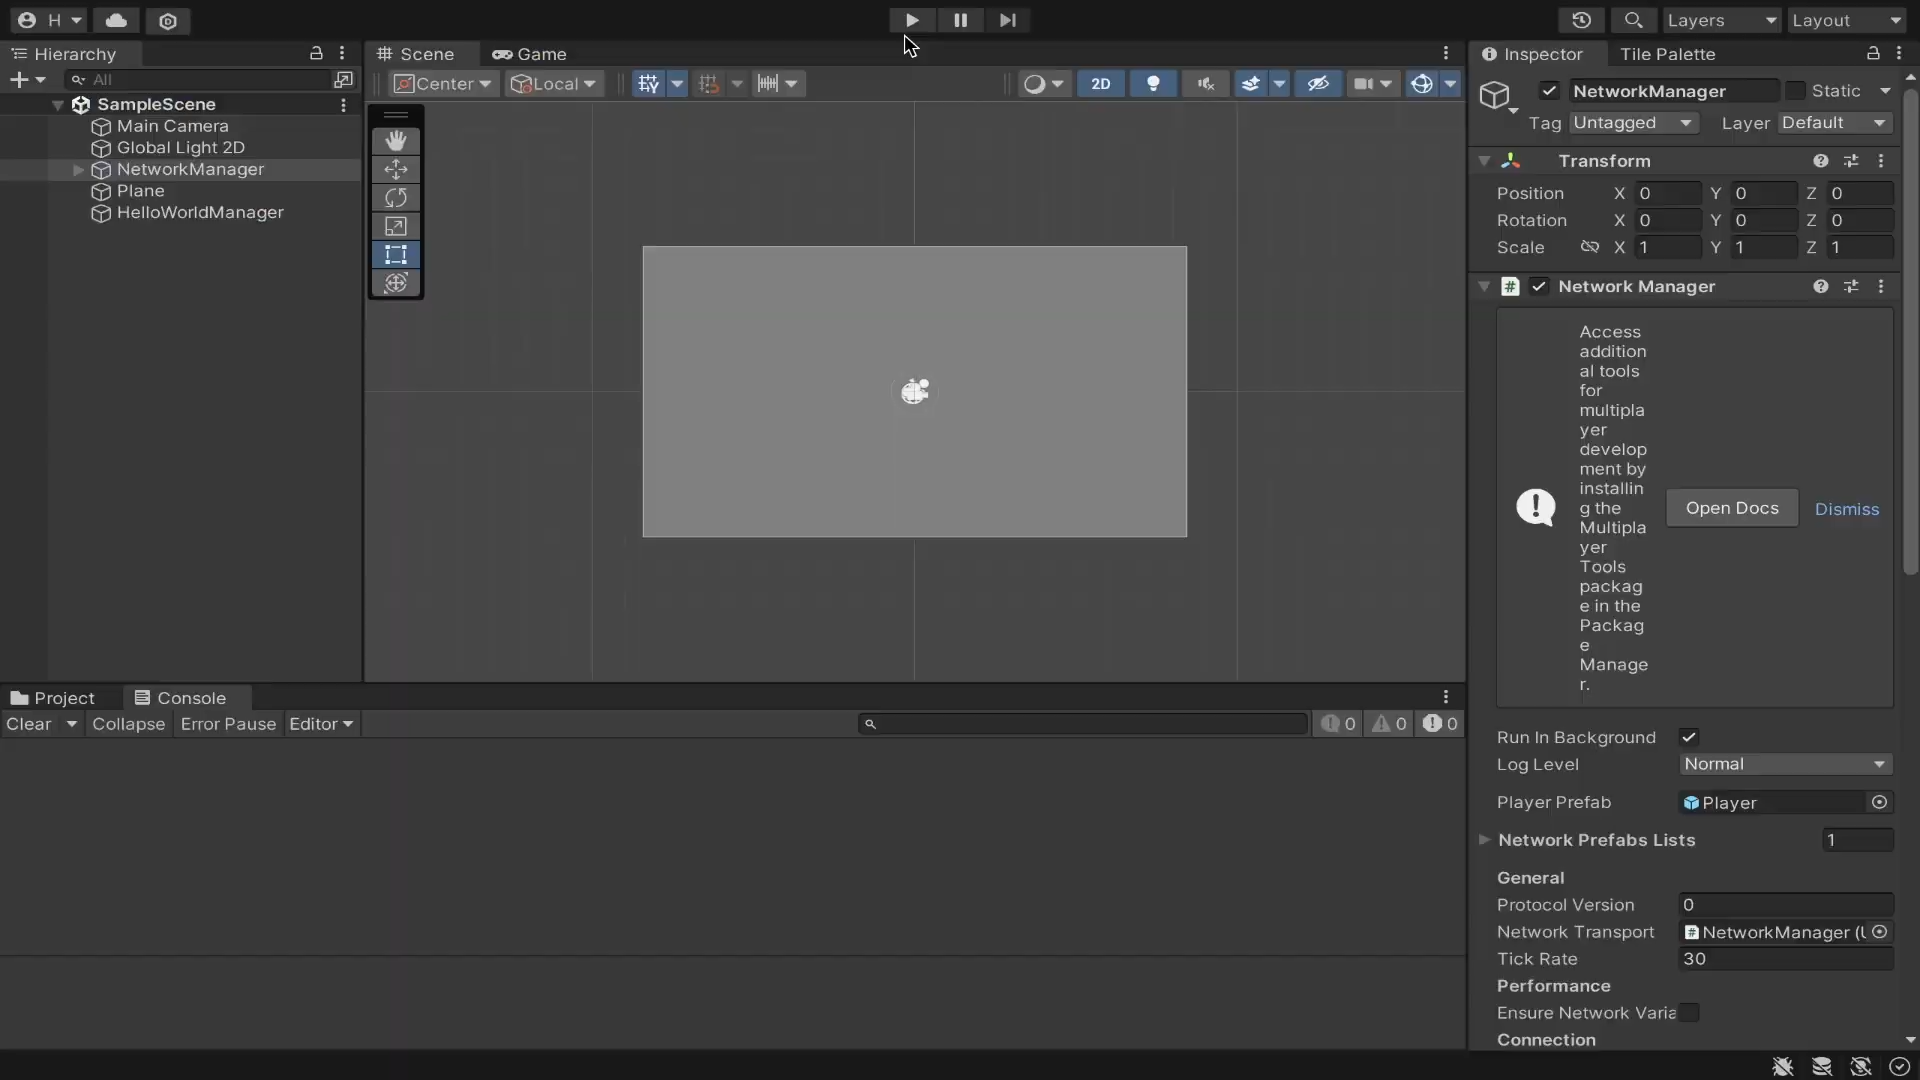 H
Layers
Layout
Hierarchy
Scene
Game
Inspector
Tile Palette
All
Center
Local
2D
NetworkManager
Static
SampleScene
Main Camera
Global Light 2D
NetworkManager
Plane
HelloWorldManager
Tag Untagged Layer Default
Transform
Position X 0 Y 0 Z 0
Rotation X 0 Y 0 Z 0
Scale X 1 Y 1 Z 1
Network Manager
Access
addition
al tools
for
multipla
yer
develop
ment by
installin
g the
Multipla
yer
Tools
packag
e in the
Packag
e
Manage
r.
Open Docs
Dismiss
Project
Console
Clear
Collapse
Error Pause
Editor
0
0
0
Run In Background
Log Level Normal
Player Prefab Player
Network Prefabs Lists 1
General
Protocol Version 0
Network Transport NetworkManager (
Tick Rate 30
Performance
Ensure Network Varia
Connection